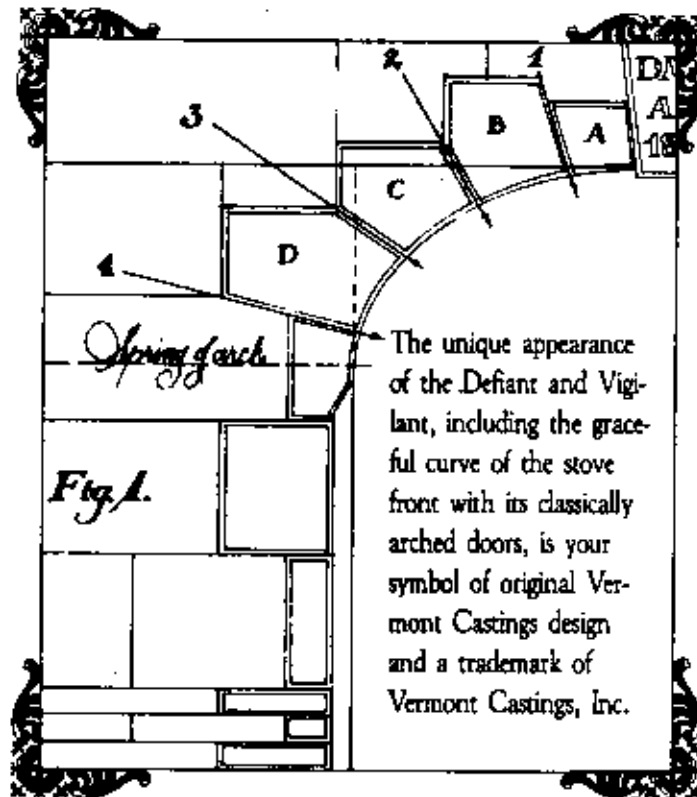 2
1
DA
A
18
3
B
A
C
D
4
Spring of arch
The unique appearance
of the Defiant and Vigi-
lant, including the grace-
ful curve of the stove
front with its classically
arched doors, is your
symbol of original Ver-
mont Castings design
and a trademark of
Vermont Castings, Inc.
Fig. 1.